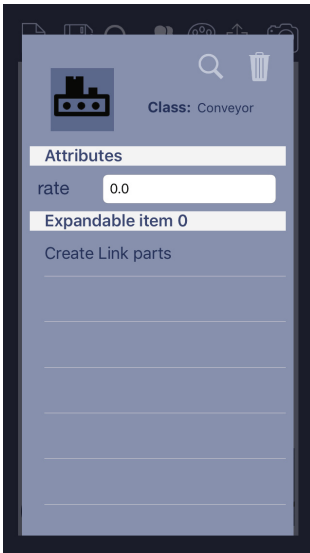 Class: Conveyor
Attributes
rate 0.0
Expandable item 0
Create Link parts